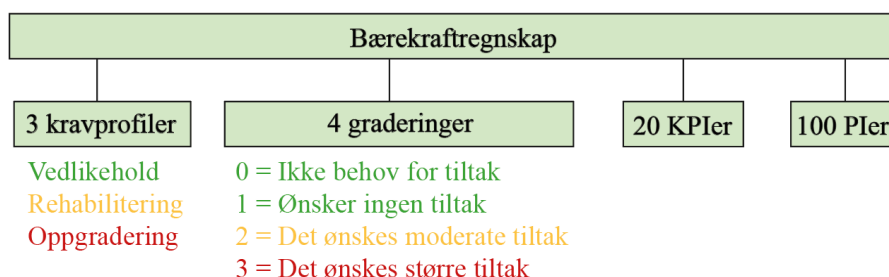 Bærekraftregnskap
3 kravprofiler
4 graderinger
20 KPIer
100 PIer
Vedlikehold
Rehabilitering
Oppgradering
0 = Ikke behov for tiltak
1 = Ønsker ingen tiltak
2 = Det ønskes moderate tiltak
3 = Det ønskes større tiltak